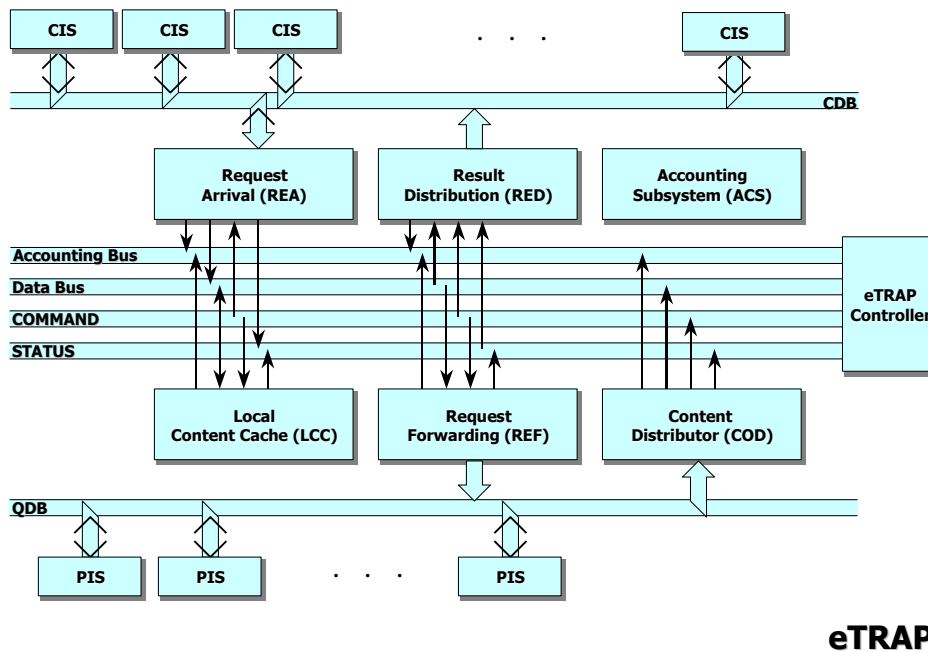 CIS
CIS
CIS
. . .
CIS
CDB
Request
Arrival (REA)
Result
Distribution (RED)
Accounting
Subsystem (ACS)
Accounting Bus
Data Bus
COMMAND
STATUS
eTRAP
Controller
Local
Content Cache (LCC)
Request
Forwarding (REF)
Content
Distributor (COD)
QDB
PIS
PIS
. . .
PIS
eTRAP